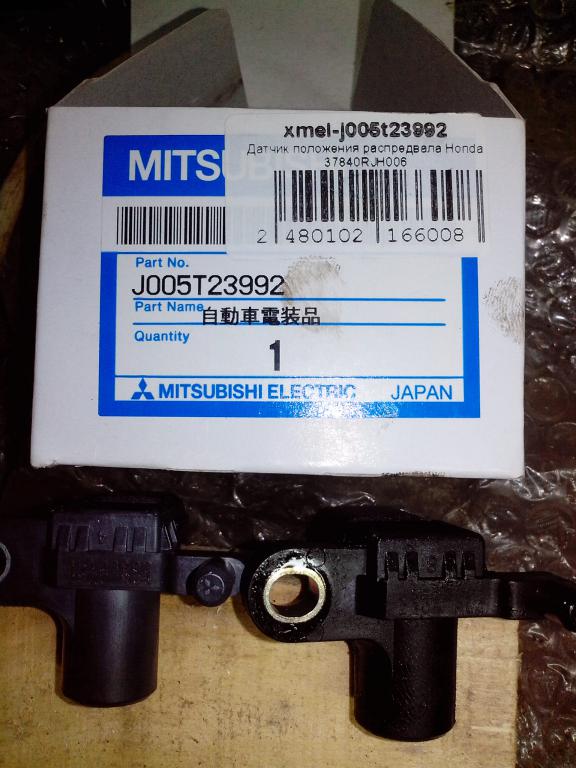 xmel-j005t23992
Датчик положения распредвала Honda
37840RJH006
MITSUBISHI
2 480102 166008
Part No.
J005T23992
Part Name
自動車電装品
Quantity
1
MITSUBISHI ELECTRIC JAPAN